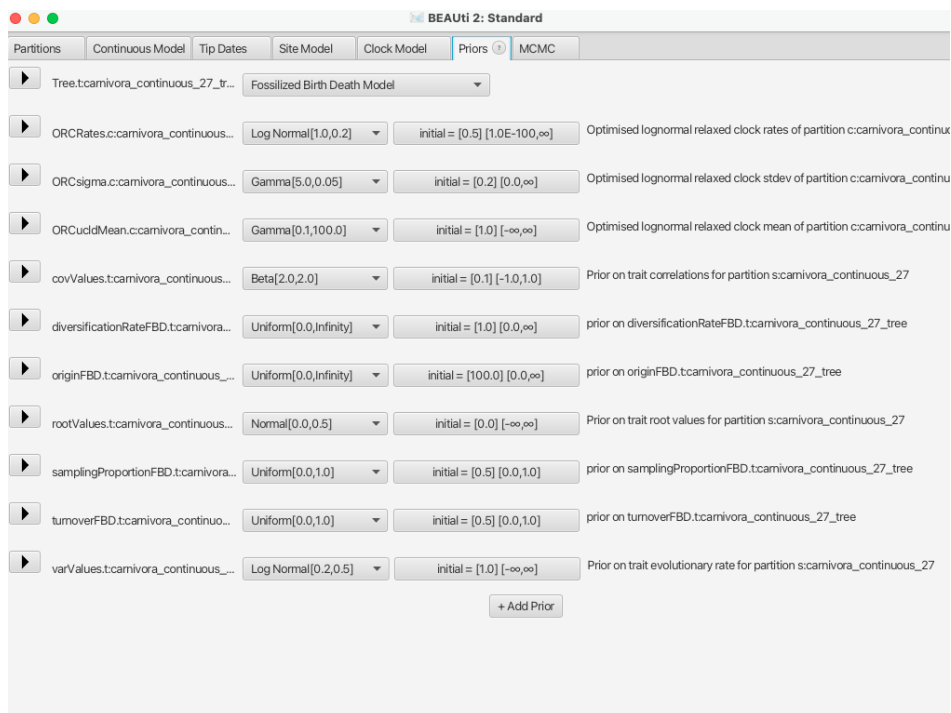 BEAUti 2: Standard
Partitions Continuous Model Tip Dates Site Model Clock Model Priors ? MCMC
Tree.t:carnivora_continuous_27_tr... Fossilized Birth Death Model
ORCRates.c:carnivora_continuous... Log Normal[1.0,0.2] initial = [0.5] [1.0E-100,∞] Optimised lognormal relaxed clock rates of partition c:carnivora_continuo
ORCsigma.c:carnivora_continuous... Gamma[5.0,0.05] initial = [0.2] [0.0,∞] Optimised lognormal relaxed clock stdev of partition c:carnivora_continu
ORCucldMean.c:carnivora_contin... Gamma[0.1,100.0] initial = [1.0] [-∞,∞] Optimised lognormal relaxed clock mean of partition c:carnivora_continu
covValues.t:carnivora_continuous... Beta[2.0,2.0] initial = [0.1] [-1.0,1.0] Prior on trait correlations for partition s:carnivora_continuous_27
diversificationRateFBD.t:carnivora... Uniform[0.0,Infinity] initial = [1.0] [0.0,∞] prior on diversificationRateFBD.t:carnivora_continuous_27_tree
originFBD.t:carnivora_continuous_... Uniform[0.0,Infinity] initial = [100.0] [0.0,∞] prior on originFBD.t:carnivora_continuous_27_tree
rootValues.t:carnivora_continuous... Normal[0.0,0.5] initial = [0.0] [-∞,∞] Prior on trait root values for partition s:carnivora_continuous_27
samplingProportionFBD.t:carnivora... Uniform[0.0,1.0] initial = [0.5] [0.0,1.0] prior on samplingProportionFBD.t:carnivora_continuous_27_tree
turnoverFBD.t:carnivora_continuo... Uniform[0.0,1.0] initial = [0.5] [0.0,1.0] prior on turnoverFBD.t:carnivora_continuous_27_tree
varValues.t:carnivora_continuous_... Log Normal[0.2,0.5] initial = [1.0] [-∞,∞] Prior on trait evolutionary rate for partition s:carnivora_continuous_27
+ Add Prior